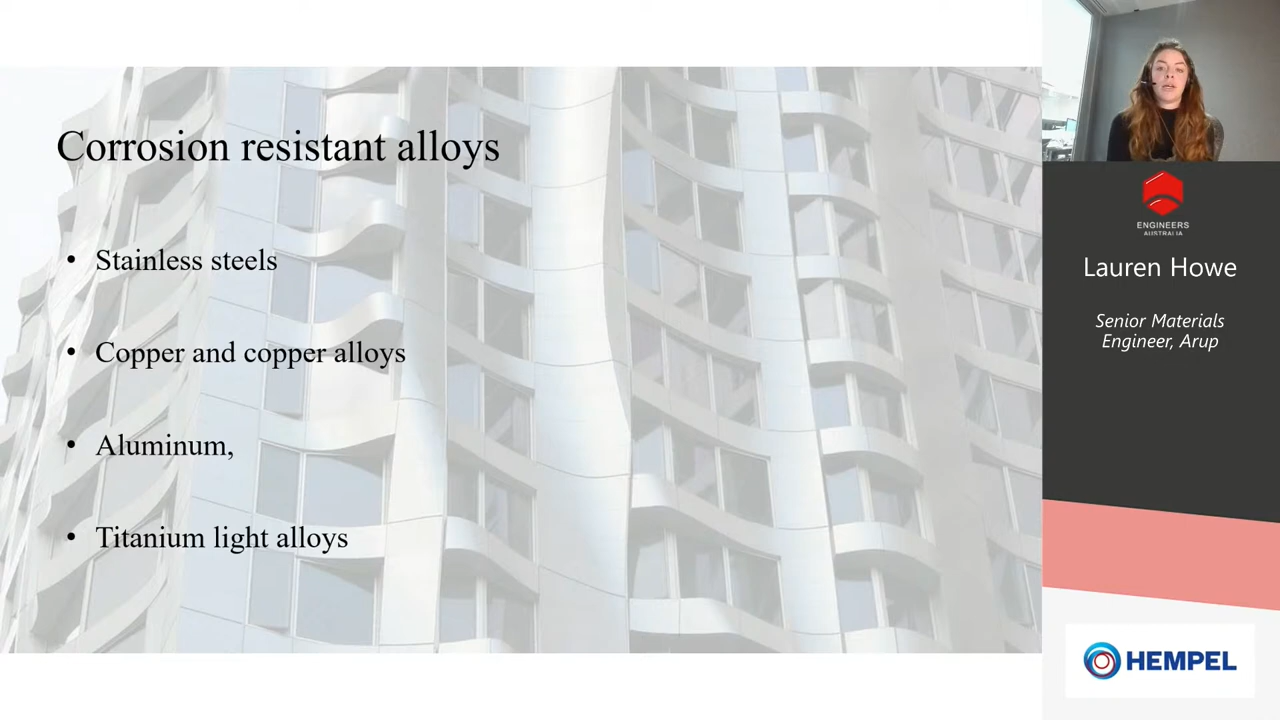 Corrosion resistant alloys
• Stainless steels
• Copper and copper alloys
• Aluminum,
• Titanium light alloys
ENGINEERS
AUSTRALIA
Lauren Howe
Senior Materials
Engineer, Arup
HEMPEL